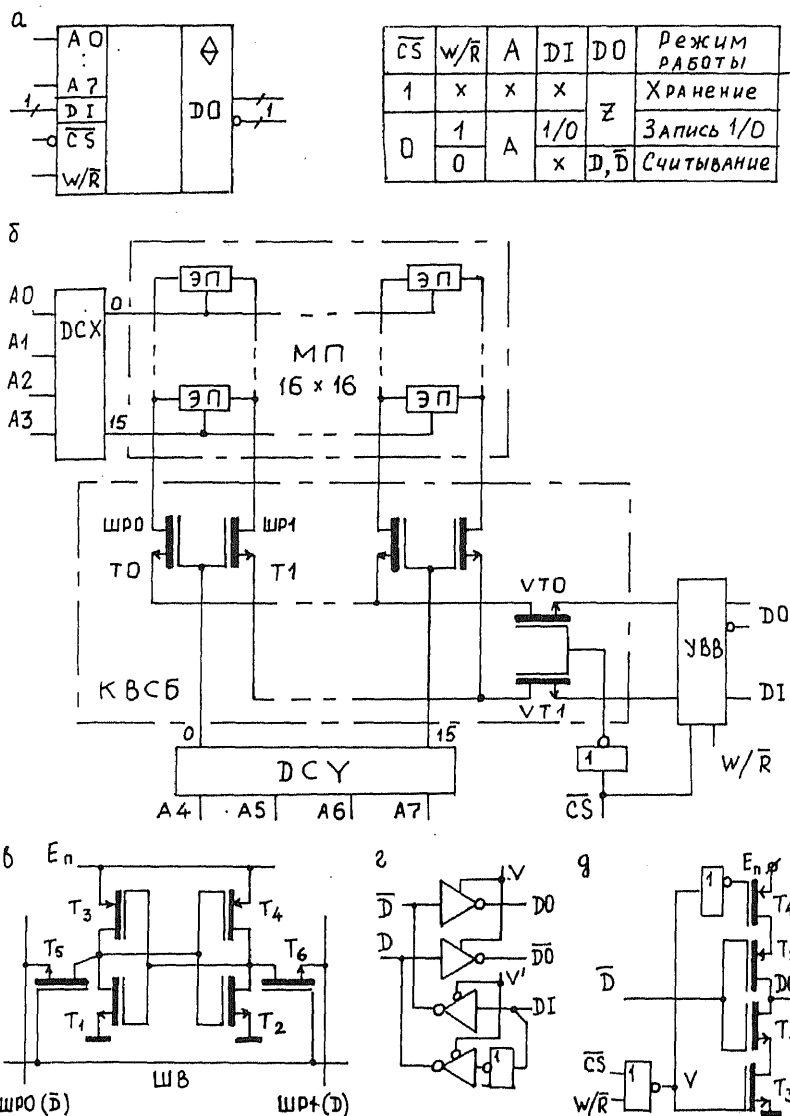 а
A0
:
A7
1
DI
CS̅
W/R̅
DO
1
CS̅ W/R̅ A DI DO Режим работы
1 x x x Z Хранение
0 1 A 1/0 Запись 1/0
0 x D, D̅ Считывание
б
A0
A1
A2
A3
DCX
0
15
ЭП ЭП
МП
16 x 16
ЭП ЭП
ШР0 ШР1
T0 T1
VT0
VT1
КВСБ
УВВ
DO
DI
W/R̅
1
CS̅
0 15
DCY
A4 A5 A6 A7
в
Eп
T3 T4
T5 T6
T1 T2
ШВ
ШР0 (D̅) ШР1 (D)
г
V
D̅ DO
D D̅O̅
V'
DI
1
д
Eп
1
D̅
DO
CS̅
W/R̅
1
V
T3